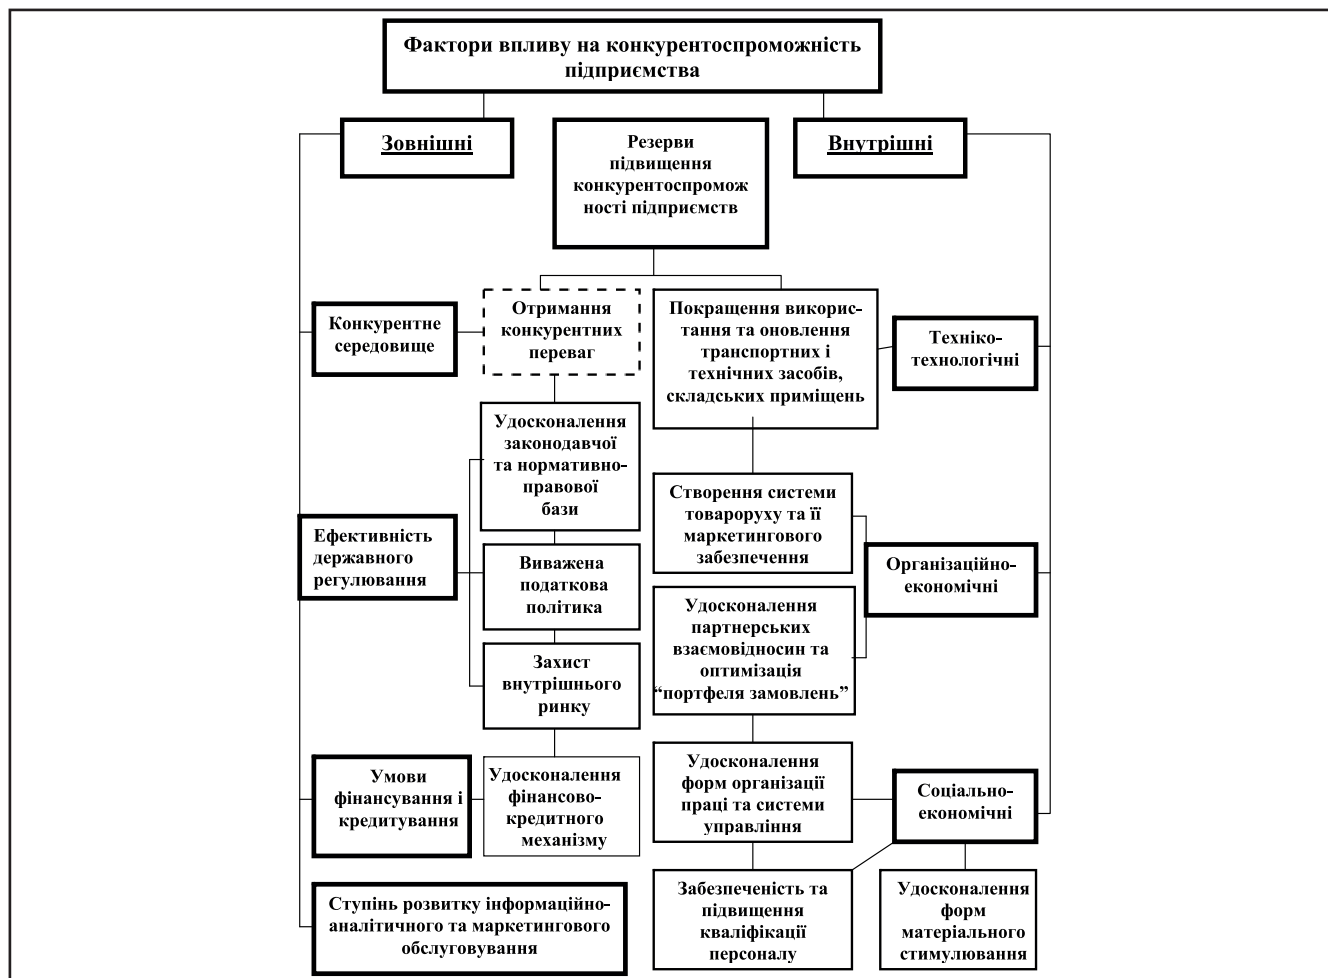 Фактори впливу на конкурентоспроможність
підприємства
Зовнішні
Резерви
підвищення
конкурентоспромож
ності підприємств
Внутрішні
Конкурентне
середовище
Отримання
конкурентних
переваг
Покращення викорис-
тання та оновлення
транспортних і
технічних засобів,
складських приміщень
Техніко-
технологічні
Удосконалення
законодавчої
та нормативно-
правової
бази
Створення системи
товароруху та її
маркетингового
забезпечення
Ефективність
державного
регулювання
Виважена
податкова
політика
Організаційно-
економічні
Удосконалення
партнерських
взаємовідносин та
оптимізація
“портфеля замовлень”
Захист
внутрішнього
ринку
Умови
фінансування і
кредитування
Удосконалення
фінансово-
кредитного
механізму
Удосконалення
форм організації
праці та системи
управління
Соціально-
економічні
Ступінь розвитку інформаційно-
аналітичного та маркетингового
обслуговування
Забезпеченість та
підвищення
кваліфікації
персоналу
Удосконалення
форм
матеріального
стимулювання